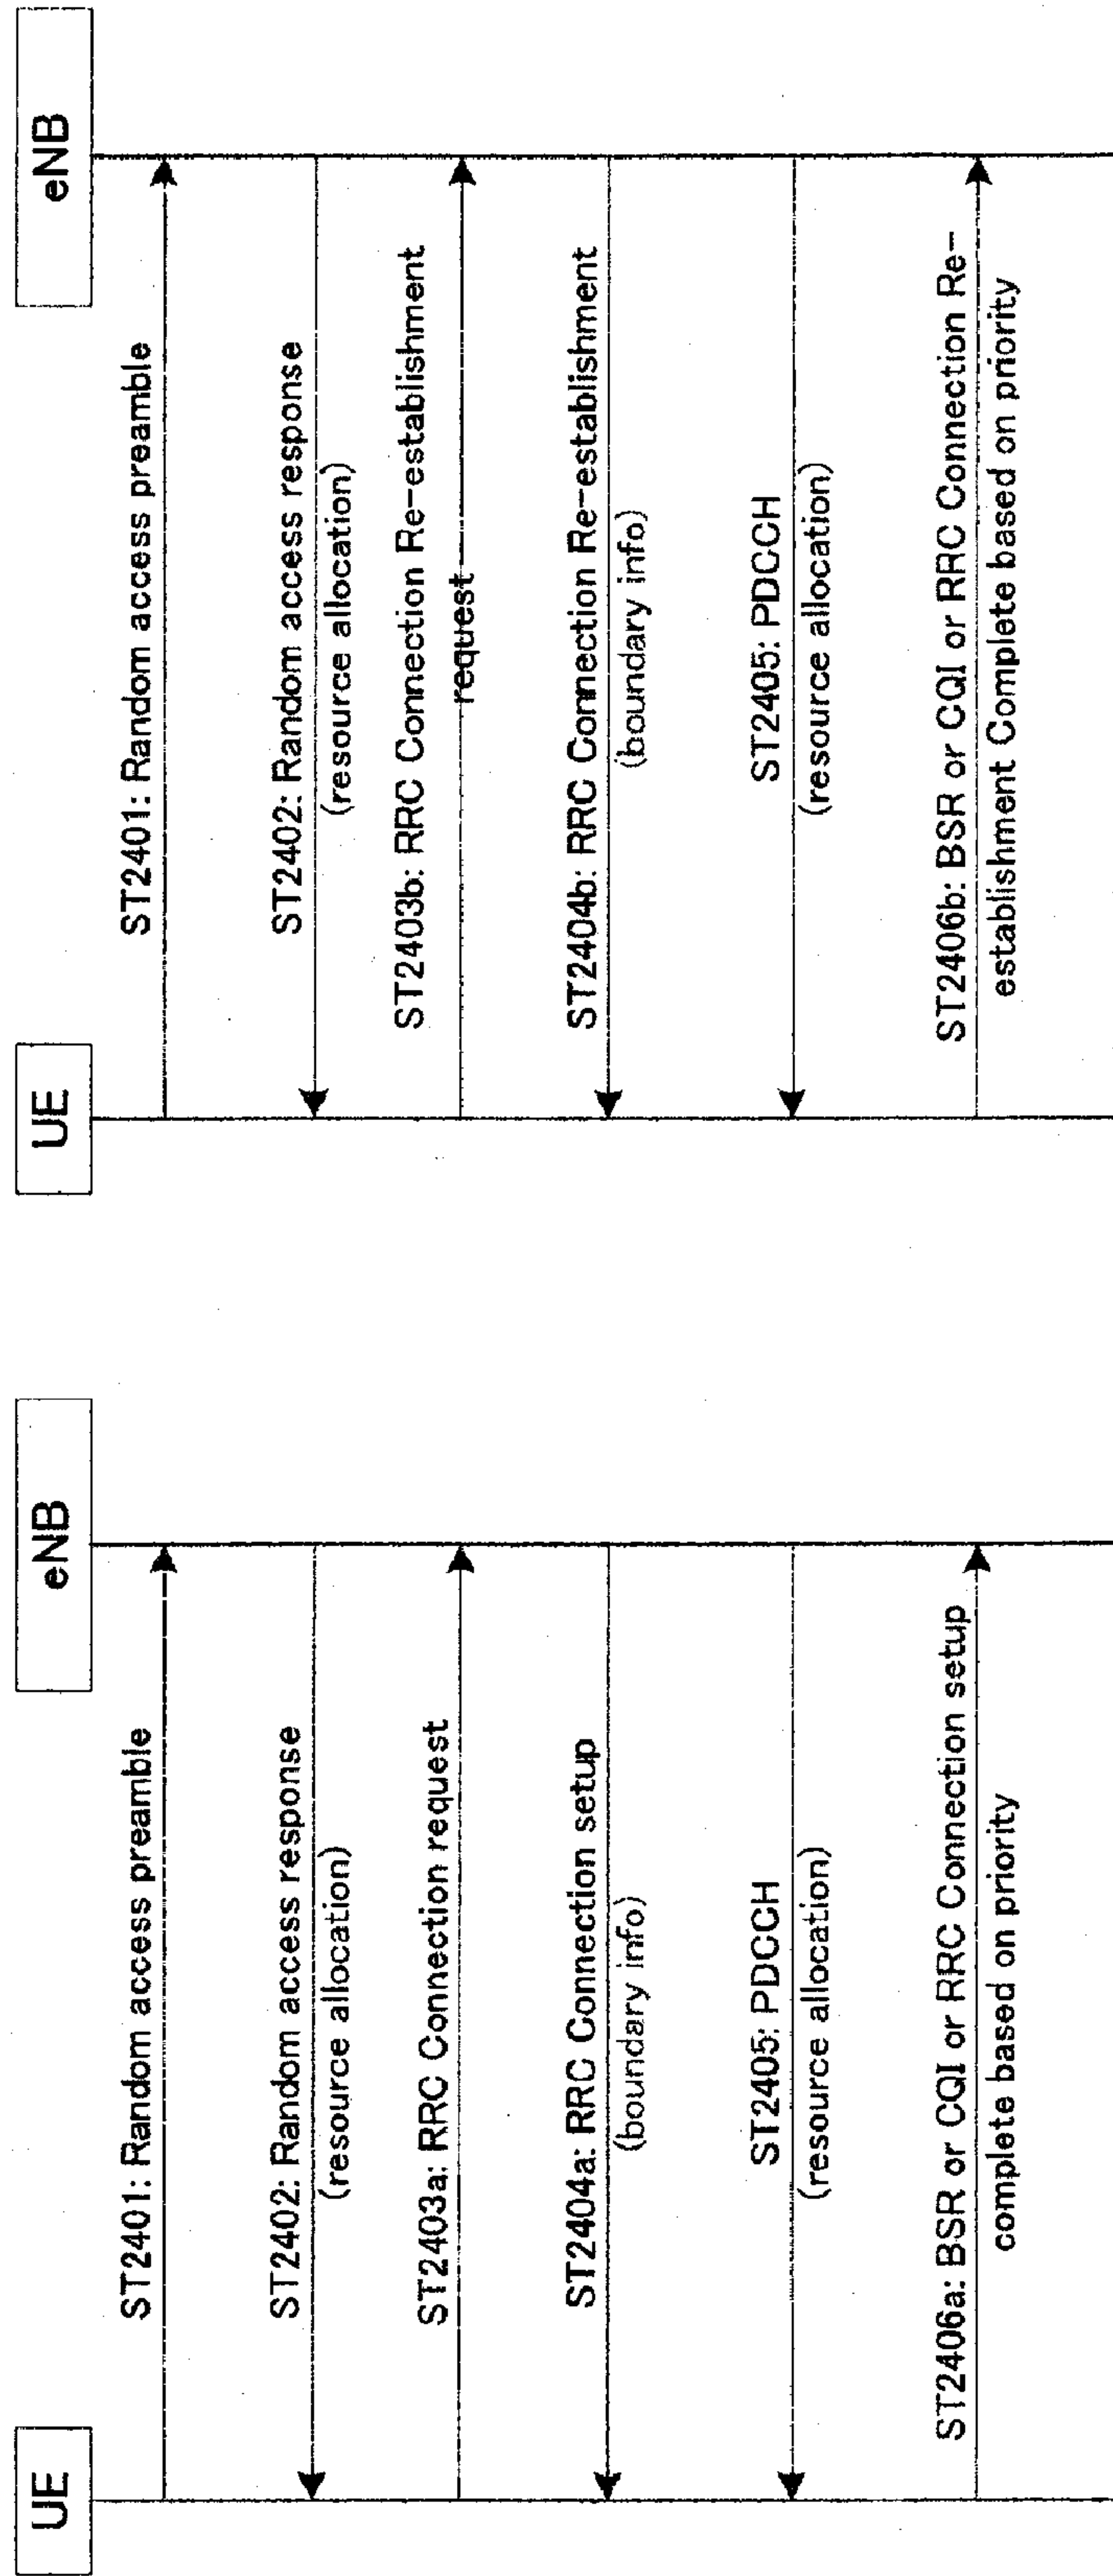 UE
eNB
ST2401: Random access preamble
ST2402: Random access response
(resource allocation)
ST2403a: RRC Connection request
ST2404a: RRC Connection setup
(boundary info)
ST2405: PDCCH
(resource allocation)
ST2406a: BSR or CQI or RRC Connection setup
complete based on priority
UE
eNB
ST2401: Random access preamble
ST2402: Random access response
(resource allocation)
ST2403b: RRC Connection Re-establishment
request
ST2404b: RRC Connection Re-establishment
(boundary info)
ST2405: PDCCH
(resource allocation)
ST2406b: BSR or CQI or RRC Connection Re-
establishment Complete based on priority